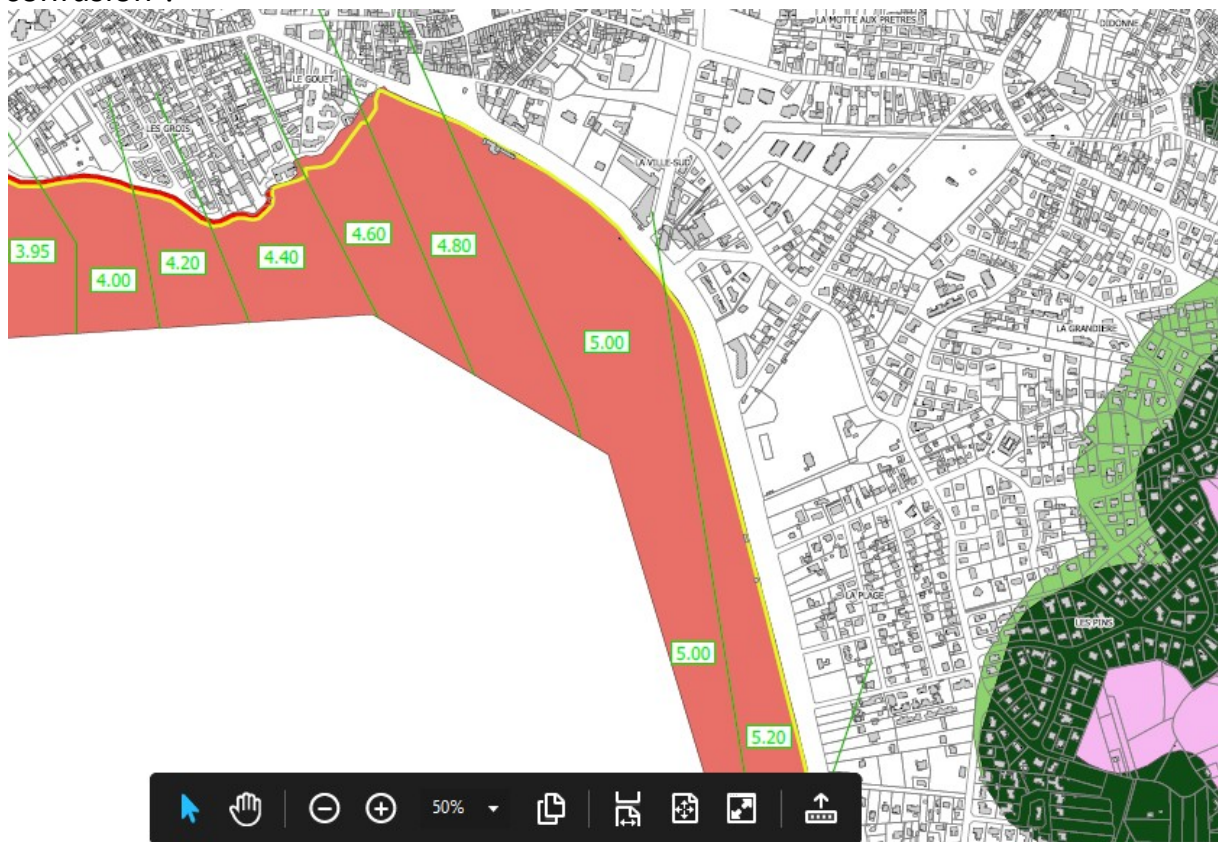 confusion".
LA MOTTE AUX PRETRES
DIDONNE
LE GOUET
LES GROIS
LA VILLE-SUD
3.95
4.00
4.20
4.40
4.60
4.80
5.00
LA GRANDIERE
LA PLAGE
LES PINS
5.00
5.20
50%